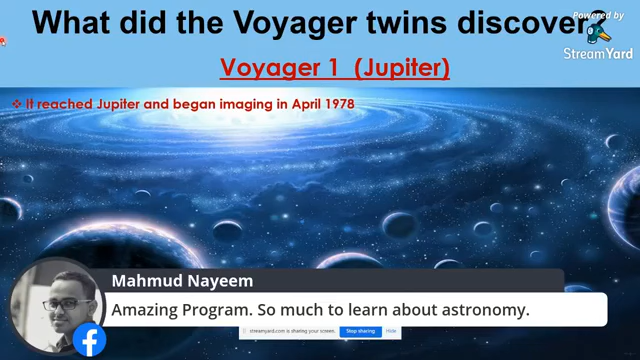 What did the Voyager twins discover
Powered by
StreamYard
Voyager 1 (Jupiter)
❖ It reached Jupiter and began imaging in April 1978
Mahmud Nayeem
Amazing Program. So much to learn about astronomy.
streamyard.com is sharing your screen. Stop sharing Hide